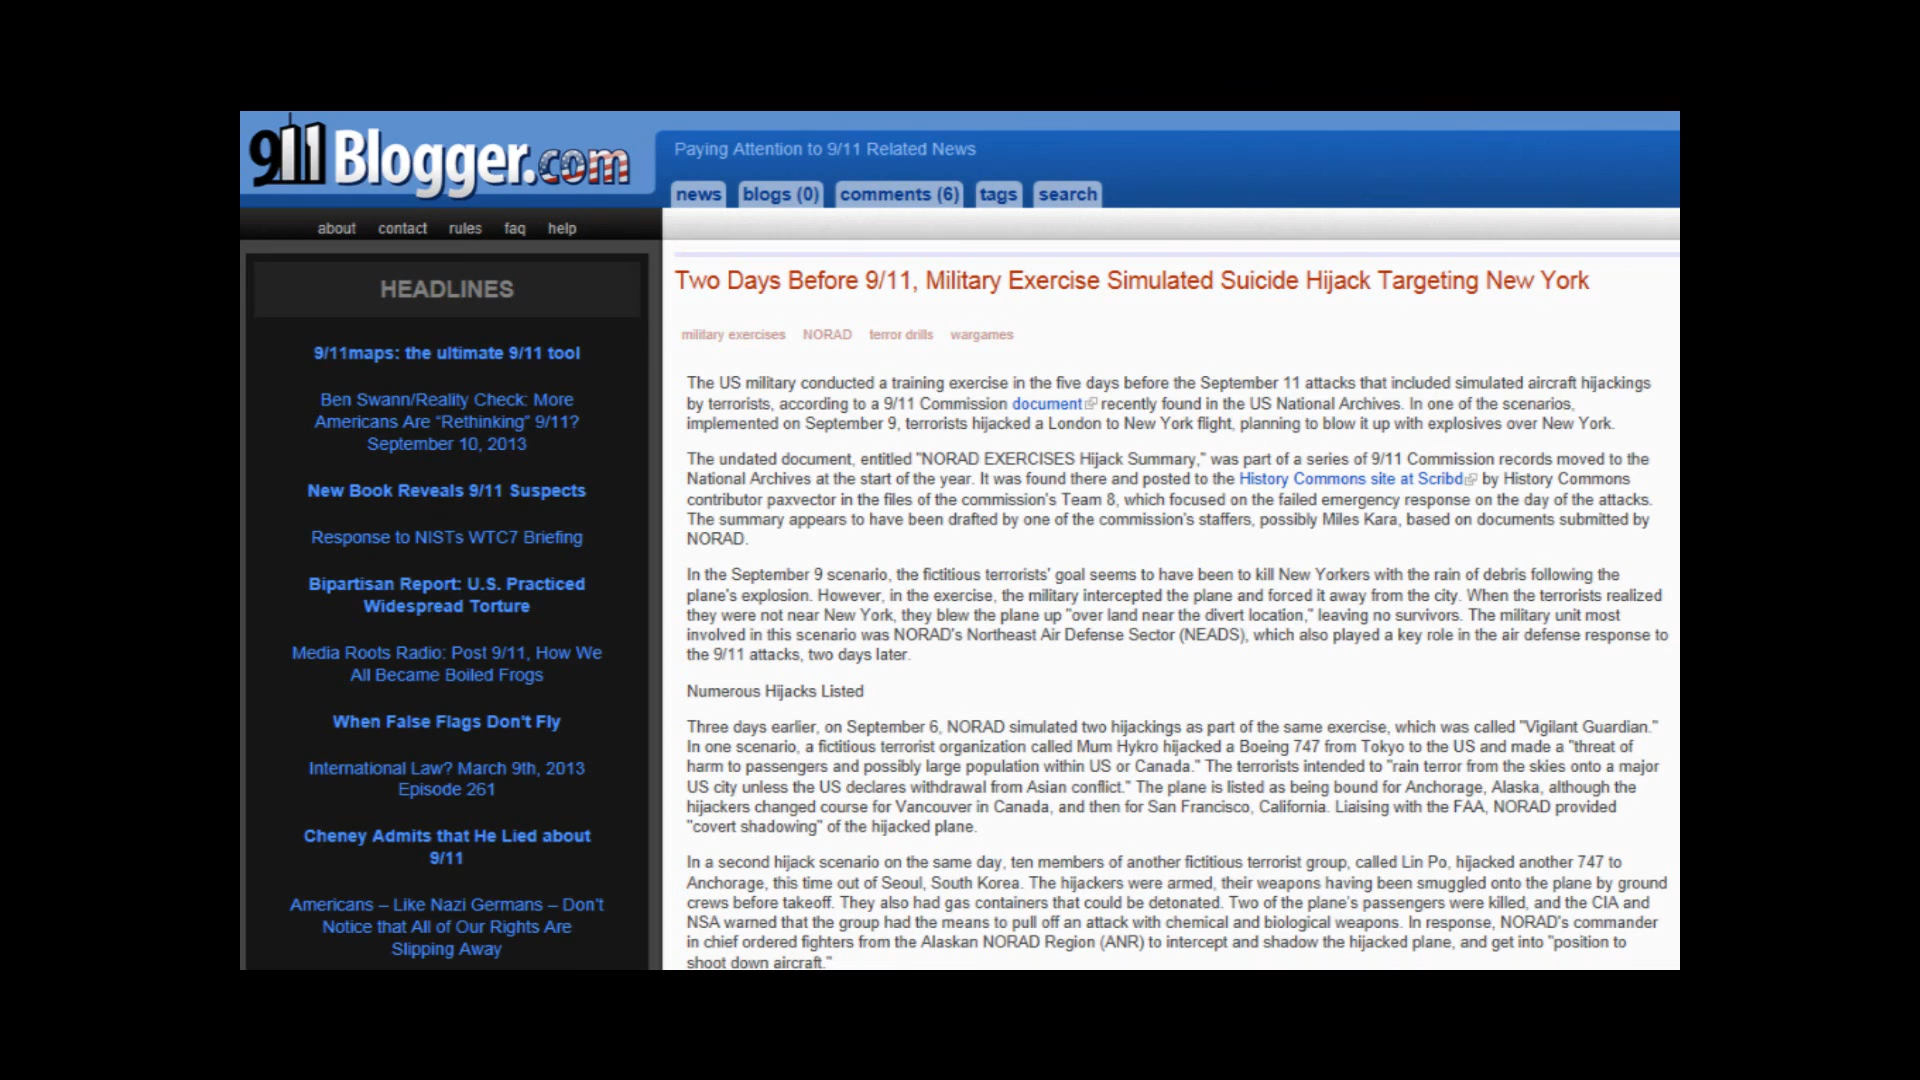 911Blogger.com
Paying Attention to 9/11 Related News
news blogs (0) comments (6) tags search
about contact rules faq help
HEADLINES
9/11maps: the ultimate 9/11 tool
Ben Swann/Reality Check: More
Americans Are “Rethinking” 9/11?
September 10, 2013
New Book Reveals 9/11 Suspects
Response to NISTs WTC7 Briefing
Bipartisan Report: U.S. Practiced
Widespread Torture
Media Roots Radio: Post 9/11, How We
All Became Boiled Frogs
When False Flags Don't Fly
International Law? March 9th, 2013
Episode 261
Cheney Admits that He Lied about
9/11
Americans – Like Nazi Germans – Don't
Notice that All of Our Rights Are
Slipping Away
Two Days Before 9/11, Military Exercise Simulated Suicide Hijack Targeting New York
military exercises NORAD terror drills wargames
The US military conducted a training exercise in the five days before the September 11 attacks that included simulated aircraft hijackings
by terrorists, according to a 9/11 Commission document recently found in the US National Archives. In one of the scenarios,
implemented on September 9, terrorists hijacked a London to New York flight, planning to blow it up with explosives over New York.
The undated document, entitled "NORAD EXERCISES Hijack Summary," was part of a series of 9/11 Commission records moved to the
National Archives at the start of the year. It was found there and posted to the History Commons site at Scribd by History Commons
contributor paxvector in the files of the commission's Team 8, which focused on the failed emergency response on the day of the attacks.
The summary appears to have been drafted by one of the commission's staffers, possibly Miles Kara, based on documents submitted by
NORAD.
In the September 9 scenario, the fictitious terrorists' goal seems to have been to kill New Yorkers with the rain of debris following the
plane's explosion. However, in the exercise, the military intercepted the plane and forced it away from the city. When the terrorists realized
they were not near New York, they blew the plane up "over land near the divert location," leaving no survivors. The military unit most
involved in this scenario was NORAD's Northeast Air Defense Sector (NEADS), which also played a key role in the air defense response to
the 9/11 attacks, two days later.
Numerous Hijacks Listed
Three days earlier, on September 6, NORAD simulated two hijackings as part of the same exercise, which was called "Vigilant Guardian."
In one scenario, a fictitious terrorist organization called Mum Hykro hijacked a Boeing 747 from Tokyo to the US and made a "threat of
harm to passengers and possibly large population within US or Canada." The terrorists intended to "rain terror from the skies onto a major
US city unless the US declares withdrawal from Asian conflict." The plane is listed as being bound for Anchorage, Alaska, although the
hijackers changed course for Vancouver in Canada, and then for San Francisco, California. Liaising with the FAA, NORAD provided
"covert shadowing" of the hijacked plane.
In a second hijack scenario on the same day, ten members of another fictitious terrorist group, called Lin Po, hijacked another 747 to
Anchorage, this time out of Seoul, South Korea. The hijackers were armed, their weapons having been smuggled onto the plane by ground
crews before takeoff. They also had gas containers that could be detonated. Two of the plane's passengers were killed, and the CIA and
NSA warned that the group had the means to pull off an attack with chemical and biological weapons. In response, NORAD's commander
in chief ordered fighters from the Alaskan NORAD Region (ANR) to intercept and shadow the hijacked plane, and get into "position to
shoot down aircraft."